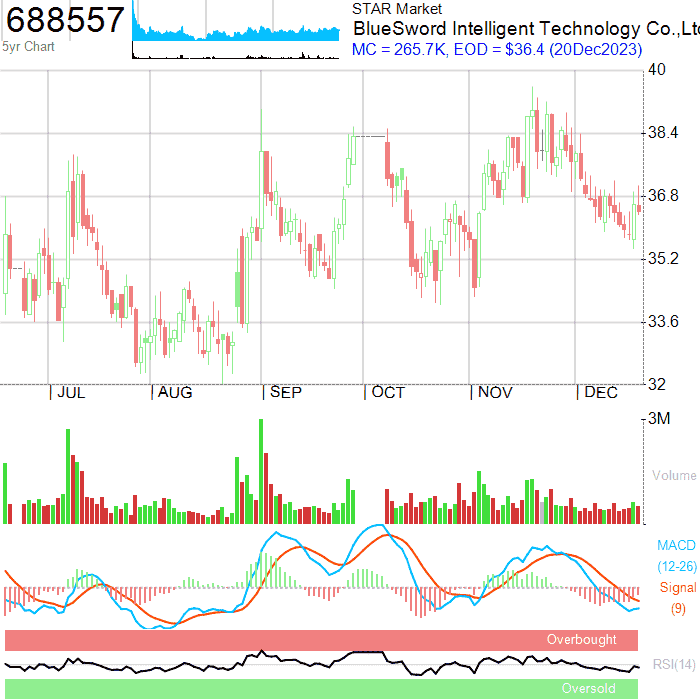 688557
5yr Chart
STAR Market
BlueSword Intelligent Technology Co.,Ltd
MC = 265.7K, EOD = $36.4 (20Dec2023)
40
38.4
36.8
35.2
33.6
32
JUL AUG SEP OCT NOV DEC
3M
Volume
MACD
(12-26)
Signal
(9)
Overbought
RSI(14)
Oversold